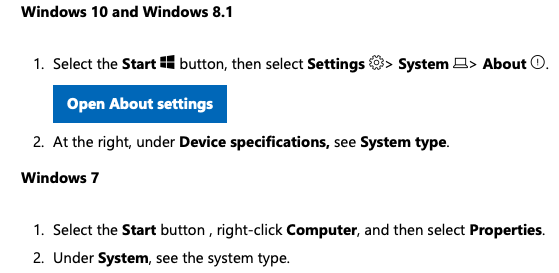 Windows 10 and Windows 8.1
1. Select the Start button, then select Settings > System > About .
Open About settings
2. At the right, under Device specifications, see System type.
Windows 7
1. Select the Start button , right-click Computer, and then select Properties.
2. Under System, see the system type.